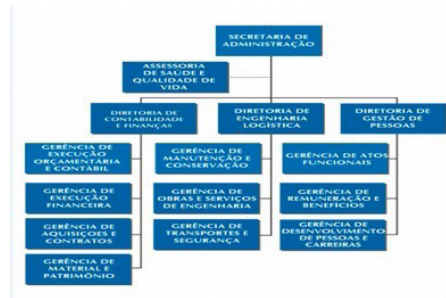 SECRETARIA DE
ADMINISTRAÇÃO
ASSESSORIA
DE SAÚDE E
QUALIDADE DE
VIDA
DIRETORIA DE
CONTABILIDADE
E FINANÇAS
DIRETORIA DE
ENGENHARIA
LOGÍSTICA
DIRETORIA DE
GESTÃO DE
PESSOAS
GERÊNCIA DE
EXECUÇÃO
ORÇAMENTÁRIA
E CONTÁBIL
GERÊNCIA DE
MANUTENÇÃO E
CONSERVAÇÃO
GERÊNCIA DE ATOS
FUNCIONAIS
GERÊNCIA DE
EXECUÇÃO
FINANCEIRA
GERÊNCIA DE
OBRAS E SERVIÇOS
DE ENGENHARIA
GERÊNCIA DE
REMUNERAÇÃO E
BENEFÍCIOS
GERÊNCIA DE
AQUISIÇOES E
CONTRATOS
GERÊNCIA DE
TRANSPORTES E
SEGURANÇA
GERÊNCIA DE
DESENVOLVIMENTO
DE PESSOAS E
CARREIRAS
GERÊNCIA DE
MATERIAL E
PATRIMÔNIO